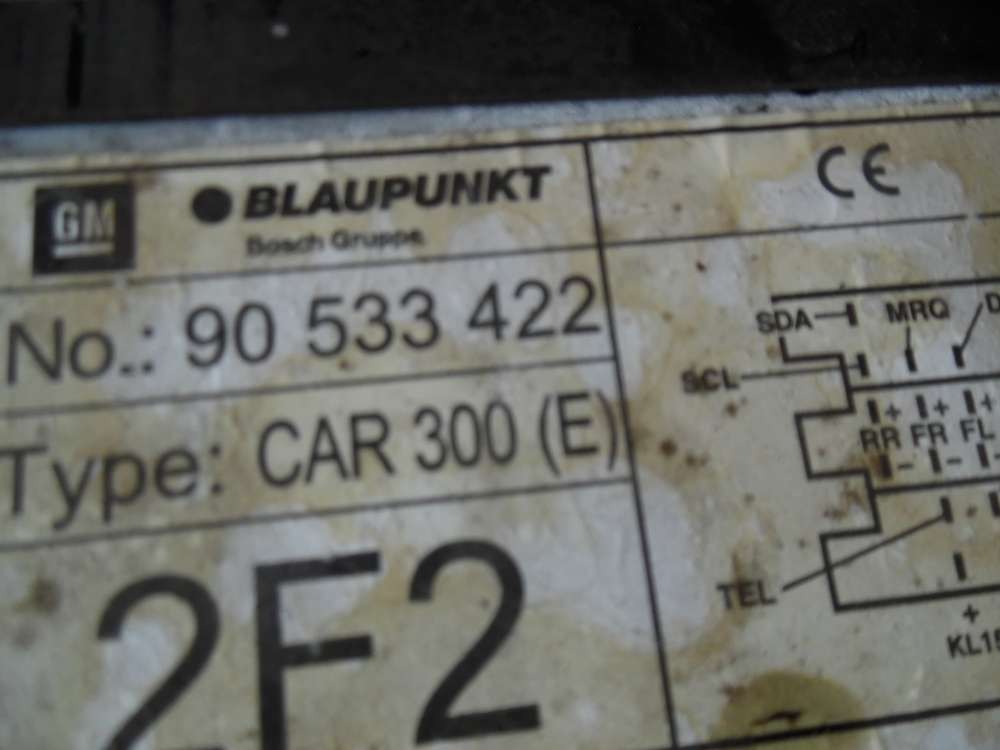 GM
BLAUPUNKT
Bosch Gruppe
CE
No.: 90 533 422
Type: CAR 300 (E)
2F2
SDA MRQ D
SCL
+ + +
RR FR FL
- - -
TEL
+
KL15